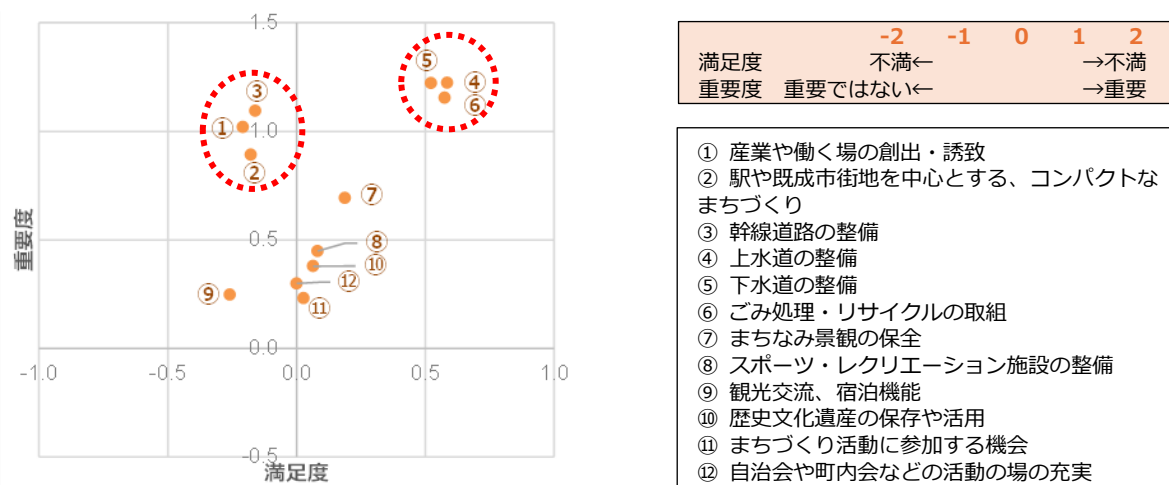 1.5
⑤
④
③
⑥
①
1.0
②
⑦
0.5
⑧
⑩
⑫
⑨
⑪
0.0
-1.0 -0.5 0.0 0.5 1.0
-0.5
重要度
満足度
-2 -1 0 1 2
満足度 不満← →不満
重要度 重要ではない← →重要
① 産業や働く場の創出・誘致
② 駅や既成市街地を中心とする、コンパクトな
まちづくり
③ 幹線道路の整備
④ 上水道の整備
⑤ 下水道の整備
⑥ ごみ処理・リサイクルの取組
⑦ まちなみ景観の保全
⑧ スポーツ・レクリエーション施設の整備
⑨ 観光交流、宿泊機能
⑩ 歴史文化遺産の保存や活用
⑪ まちづくり活動に参加する機会
⑫ 自治会や町内会などの活動の場の充実